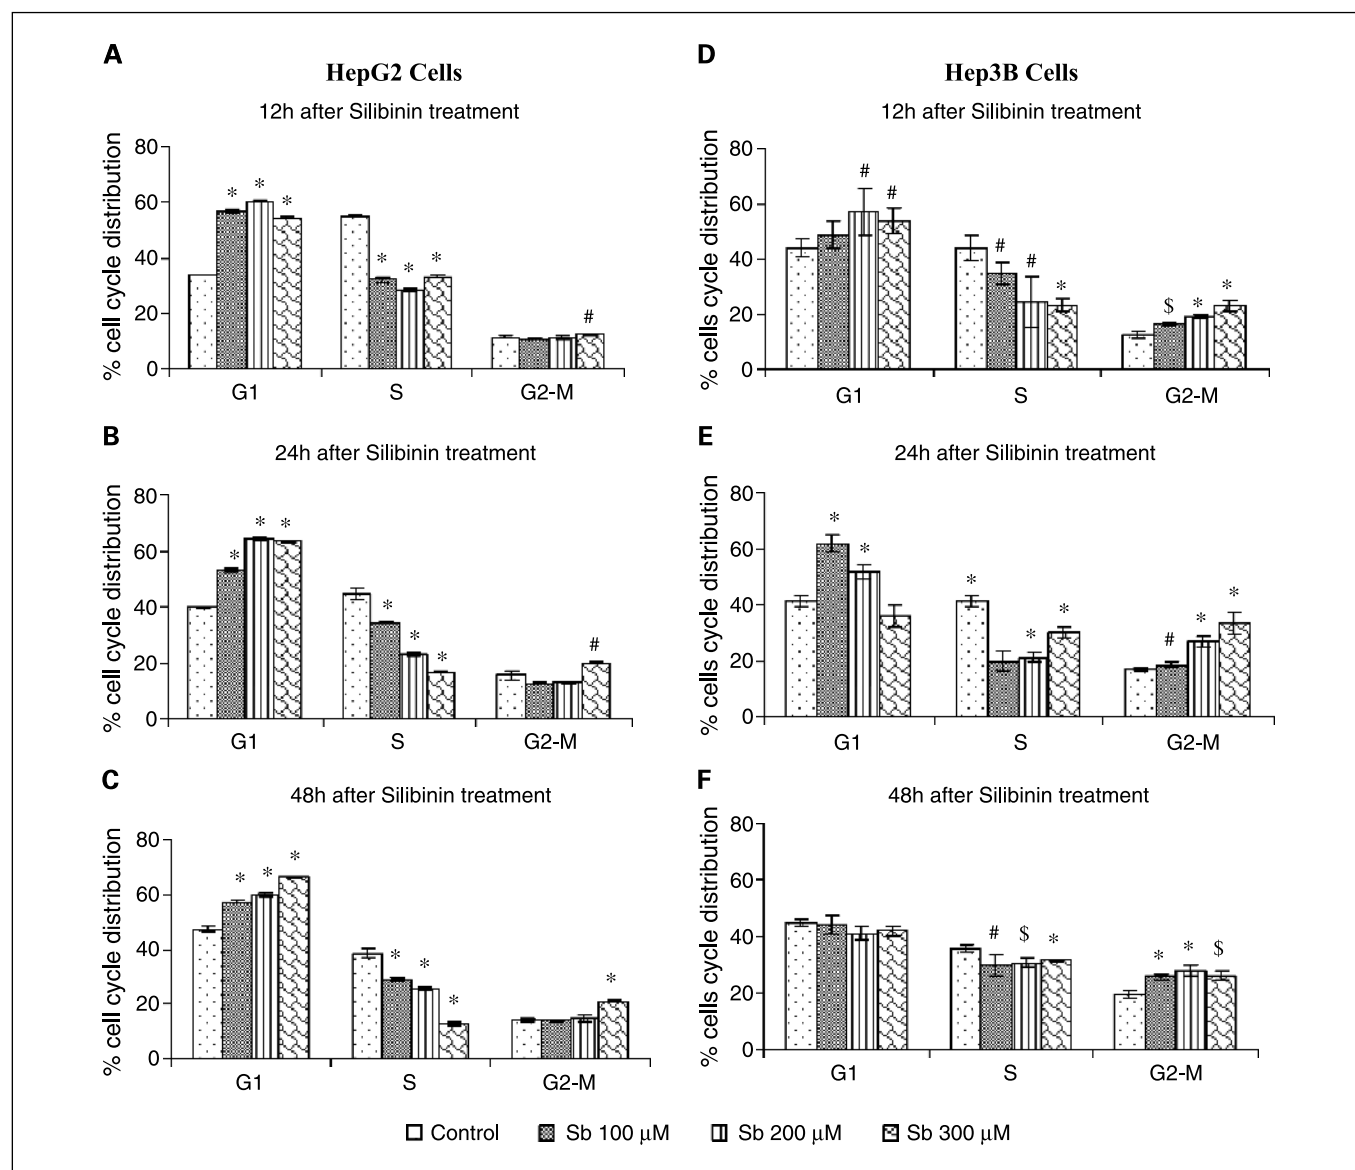 A
HepG2 Cells
12h after Silibinin treatment
% cell cycle distribution
80
60
40
20
0
* * *
* * *
#
G1 S G2-M
B
24h after Silibinin treatment
% cell cycle distribution
80
60
40
20
0
* * *
* * *
#
G1 S G2-M
C
48h after Silibinin treatment
% cell cycle distribution
80
60
40
20
0
* * *
* * *
*
G1 S G2-M
D
Hep3B Cells
12h after Silibinin treatment
% cells cycle distribution
80
60
40
20
0
# #
# # *
$ * *
G1 S G2-M
E
24h after Silibinin treatment
% cells cycle distribution
80
60
40
20
0
* *
* * *
# * *
G1 S G2-M
F
48h after Silibinin treatment
% cells cycle distribution
80
60
40
20
0
# $ *
* * $
G1 S G2-M
Control Sb 100 μM Sb 200 μM Sb 300 μM